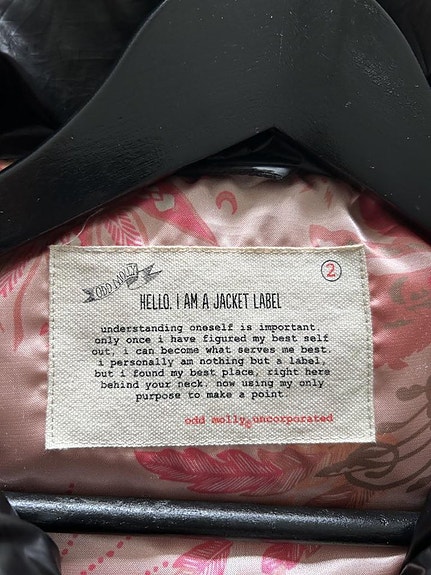 ODD MOLLY
2
HELLO, I AM A JACKET LABEL
understanding oneself is important.
only once i have figured my best self
out, i can become what serves me best.
i personally am nothing but a label,
but i found my best place, right here
behind your neck. now using my only
purpose to make a point.
odd molly©uncorporated